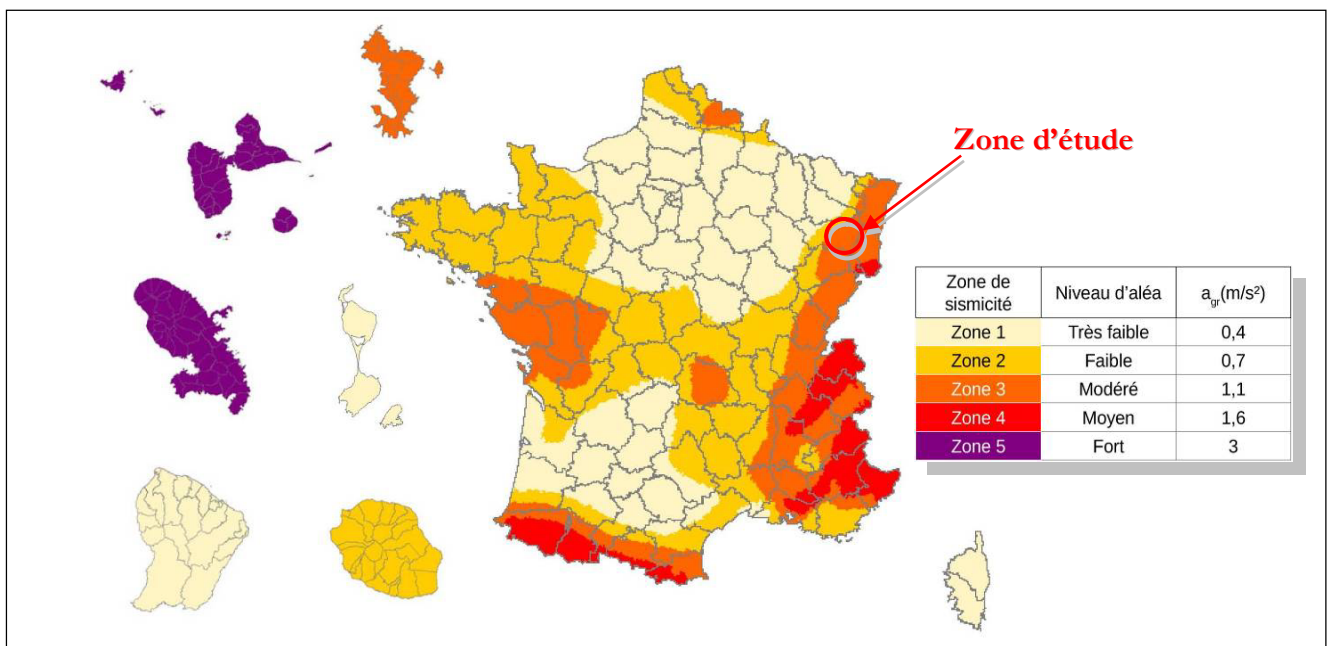 Zone d’étude
Zone de sismicité Niveau d’aléa a_gr(m/s²)
Zone 1 Très faible 0,4
Zone 2 Faible 0,7
Zone 3 Modéré 1,1
Zone 4 Moyen 1,6
Zone 5 Fort 3